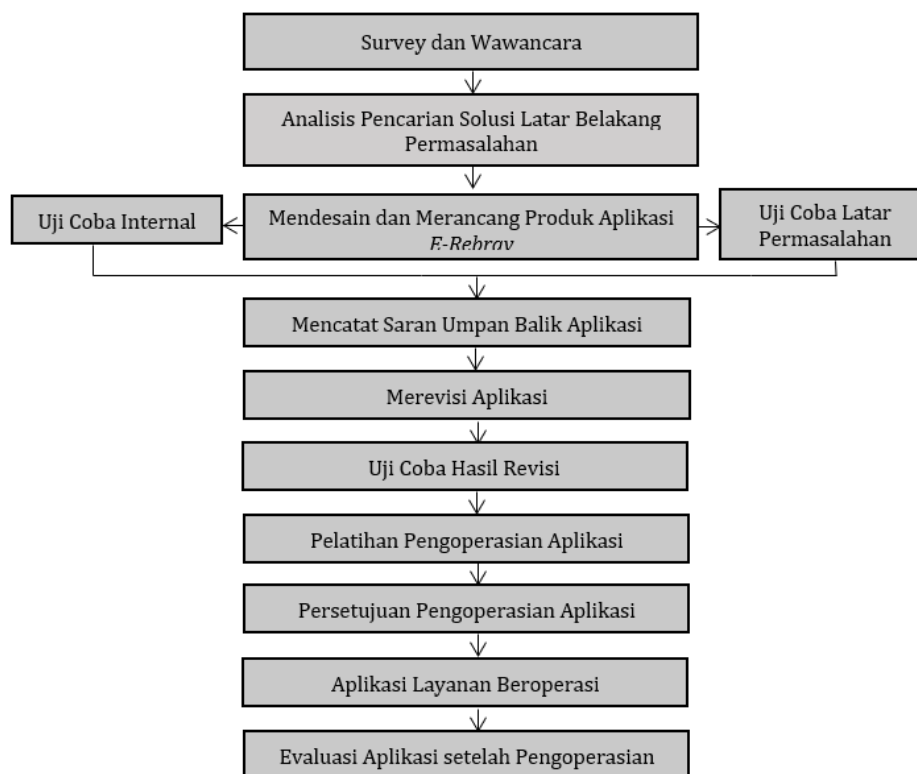 Survey dan Wawancara
Analisis Pencarian Solusi Latar Belakang
Permasalahan
Uji Coba Internal
Mendesain dan Merancang Produk Aplikasi
E-Rebray
Uji Coba Latar
Permasalahan
Mencatat Saran Umpan Balik Aplikasi
Merevisi Aplikasi
Uji Coba Hasil Revisi
Pelatihan Pengoperasian Aplikasi
Persetujuan Pengoperasian Aplikasi
Aplikasi Layanan Beroperasi
Evaluasi Aplikasi setelah Pengoperasian